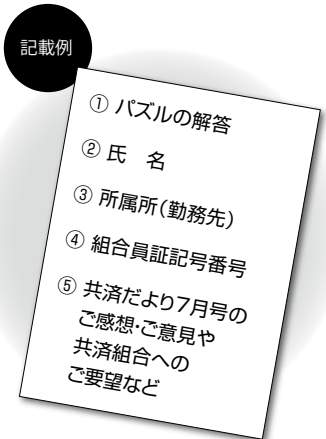 記載例
① パズルの解答
② 氏　名
③ 所属所（勤務先）
④ 組合員証記号番号
⑤ 共済だより7月号の
ご感想・ご意見や
共済組合への
ご要望など